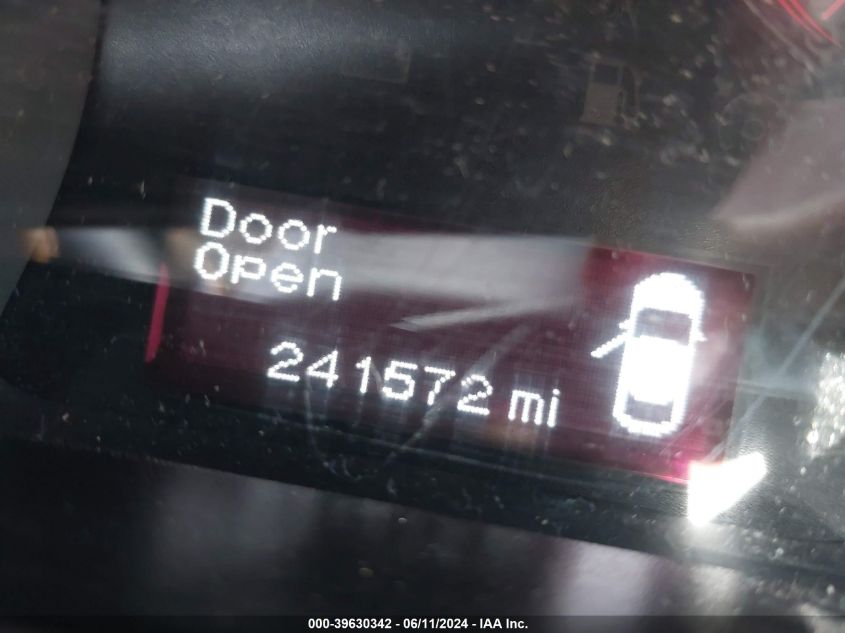 Door
Open
241572 mi
000-39630342 - 06/11/2024 - IAA Inc.